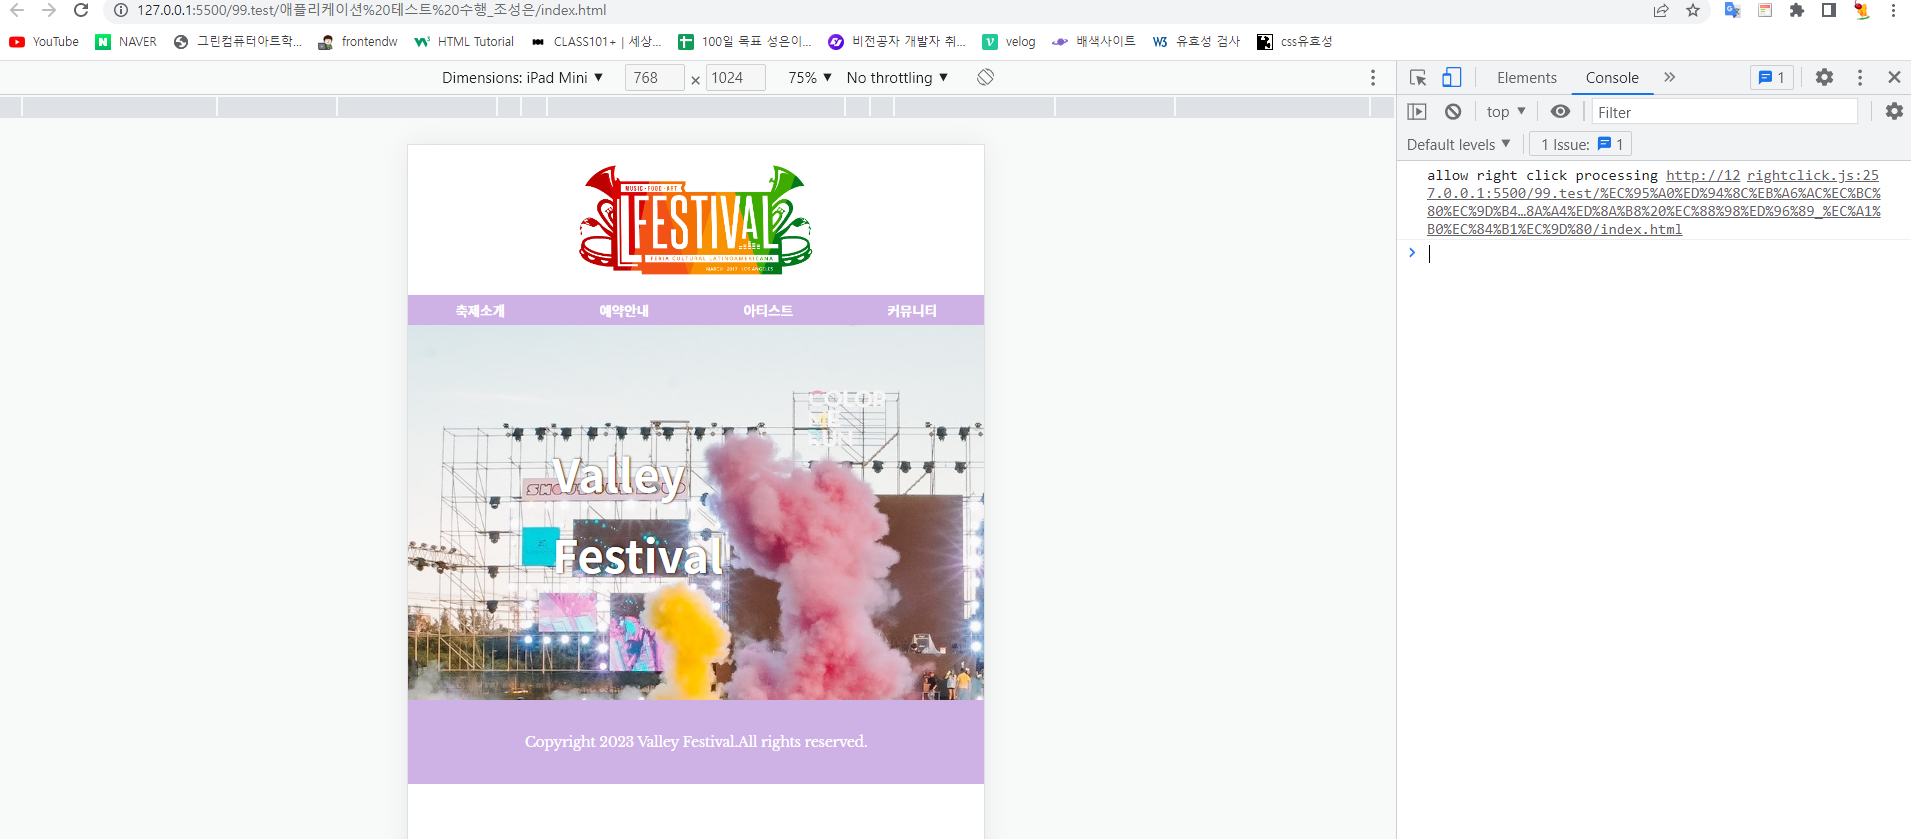 127.0.0.1:5500/99.test/애플리케이션%20테스트%20수행_조성은/index.html
YouTube NAVER 그린컴퓨터아트학... frontendw HTML Tutorial CLASS101+ | 세상... 100일 목표 성은이... 비전공자 개발자 취... velog 배색사이트 유효성 검사 css유효성
Dimensions: iPad Mini 768 × 1024 75% No throttling
Elements Console 1
top Filter
Default levels 1 Issue: 1
allow right click processing http://12 rightclick.js:25
7.0.0.1:5500/99.test/%EC%95%A0%ED%94%8C%EB%A6%AC%EC%BC%
80%EC%9D%B4…8A%A4%ED%8A%B8%20%EC%88%98%ED%96%89_%EC%A1%
B0%EC%84%B1%EC%9D%80/index.html
MUSIC · FOOD · ART
FESTIVAL
FERIA CULTURAL LATINOAMERICANA
MARCH 2017 LOS ANGELES
축제소개 예약안내 아티스트 커뮤니티
COLOR
ME
RUN
Valley
Festival
Copyright 2023 Valley Festival.All rights reserved.